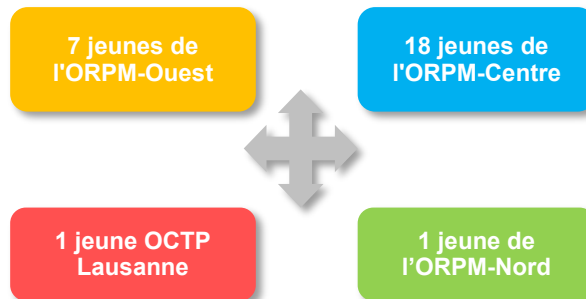 7 jeunes de
l'ORPM-Ouest
18 jeunes de
l'ORPM-Centre
1 jeune OCTP
Lausanne
1 jeune de
l’ORPM-Nord